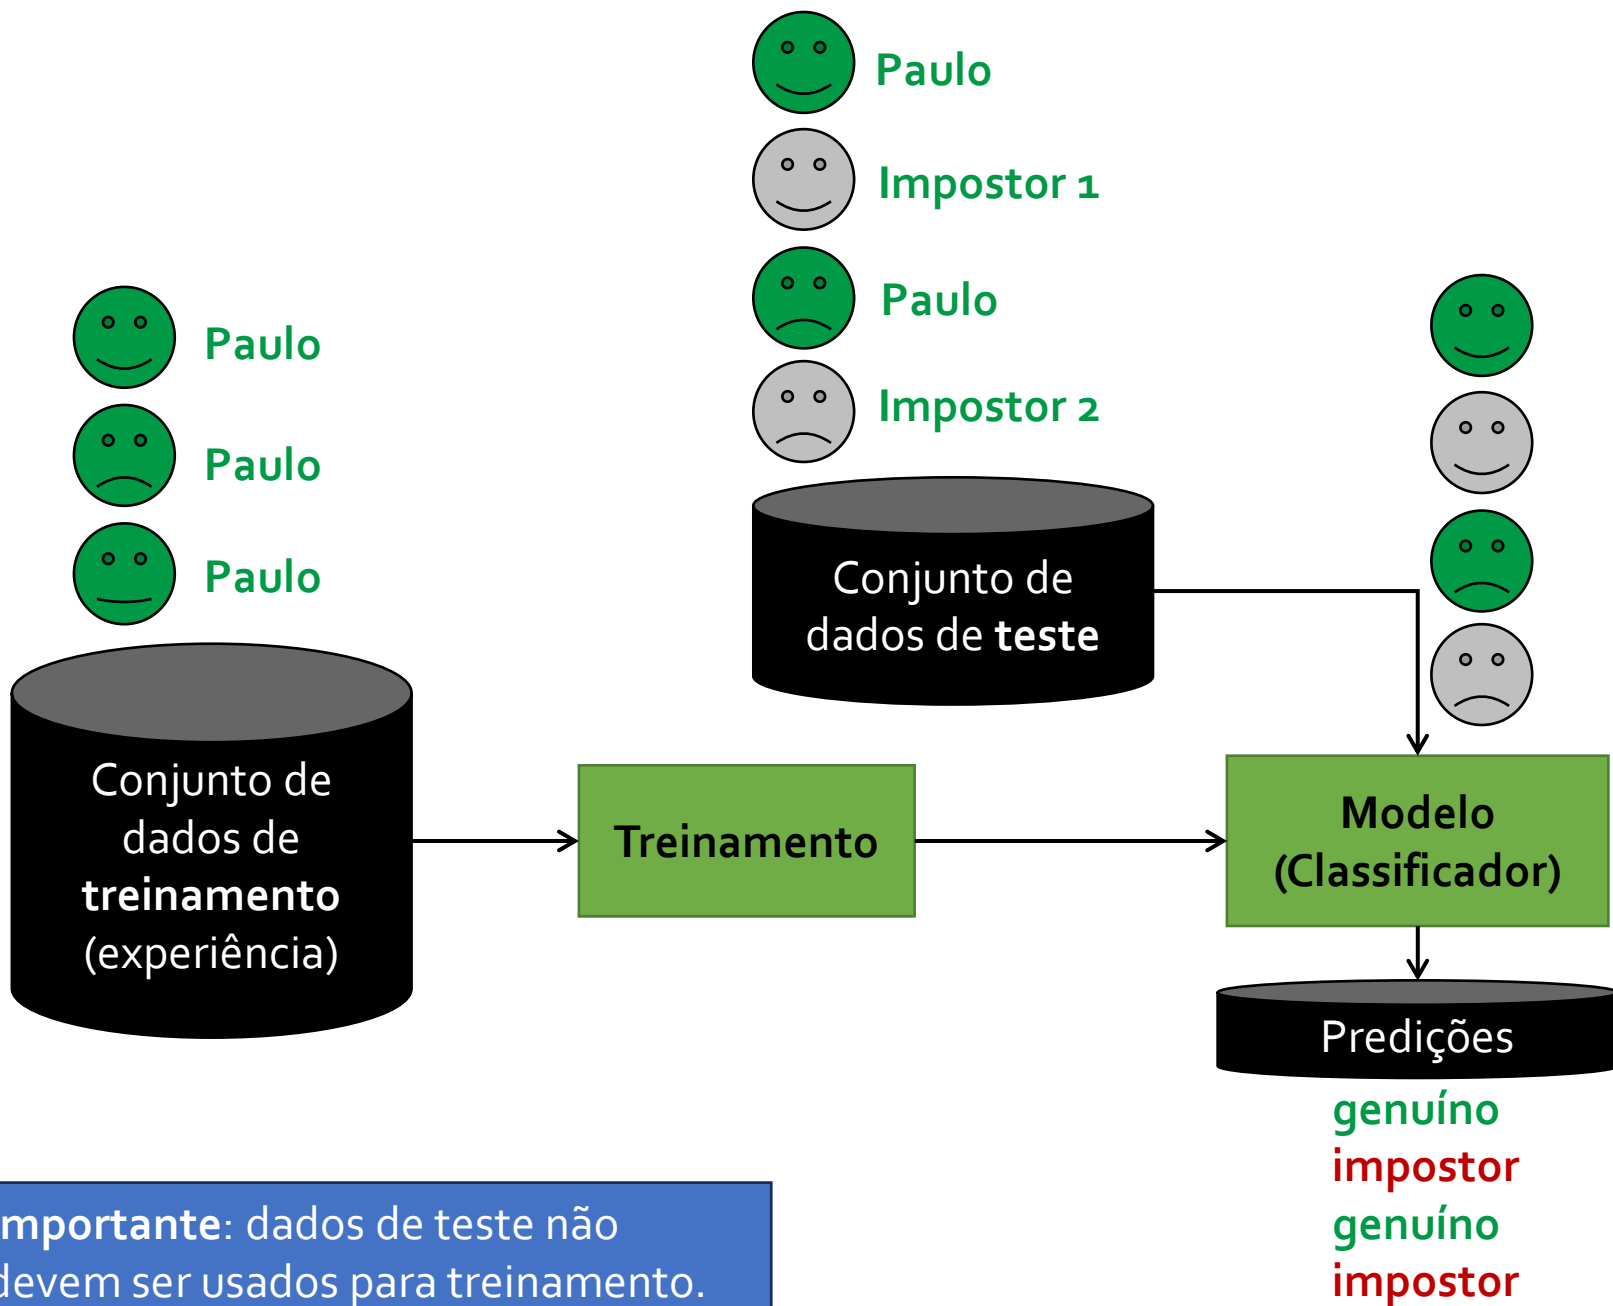 Paulo
Impostor 1
Paulo
Impostor 2
Paulo
Paulo
Paulo
Conjunto de
dados de teste
Conjunto de
dados de
treinamento
(experiência)
Treinamento
Modelo
(Classificador)
Predições
genuíno
impostor
genuíno
impostor
mportante: dados de teste não
devem ser usados para treinamento.